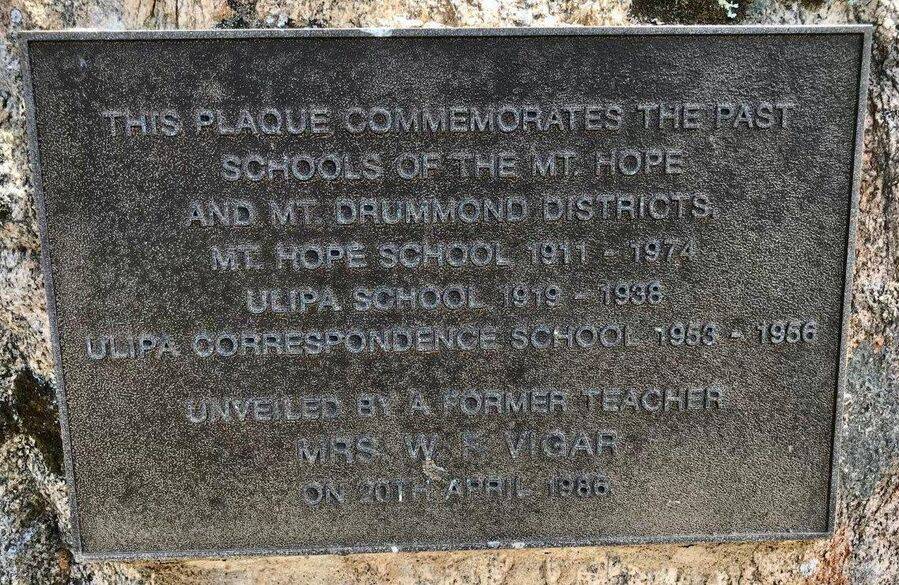 THIS PLAQUE COMMEMORATES THE PAST
SCHOOLS OF THE MT. HOPE
AND MT. DRUMMOND DISTRICTS.
MT. HOPE SCHOOL 1911 - 1974
ULIPA SCHOOL 1919 - 1938
ULIPA CORRESPONDENCE SCHOOL 1953 - 1956
UNVEILED BY A FORMER TEACHER
MRS. W. F. VIGAR
ON 20TH APRIL 1986